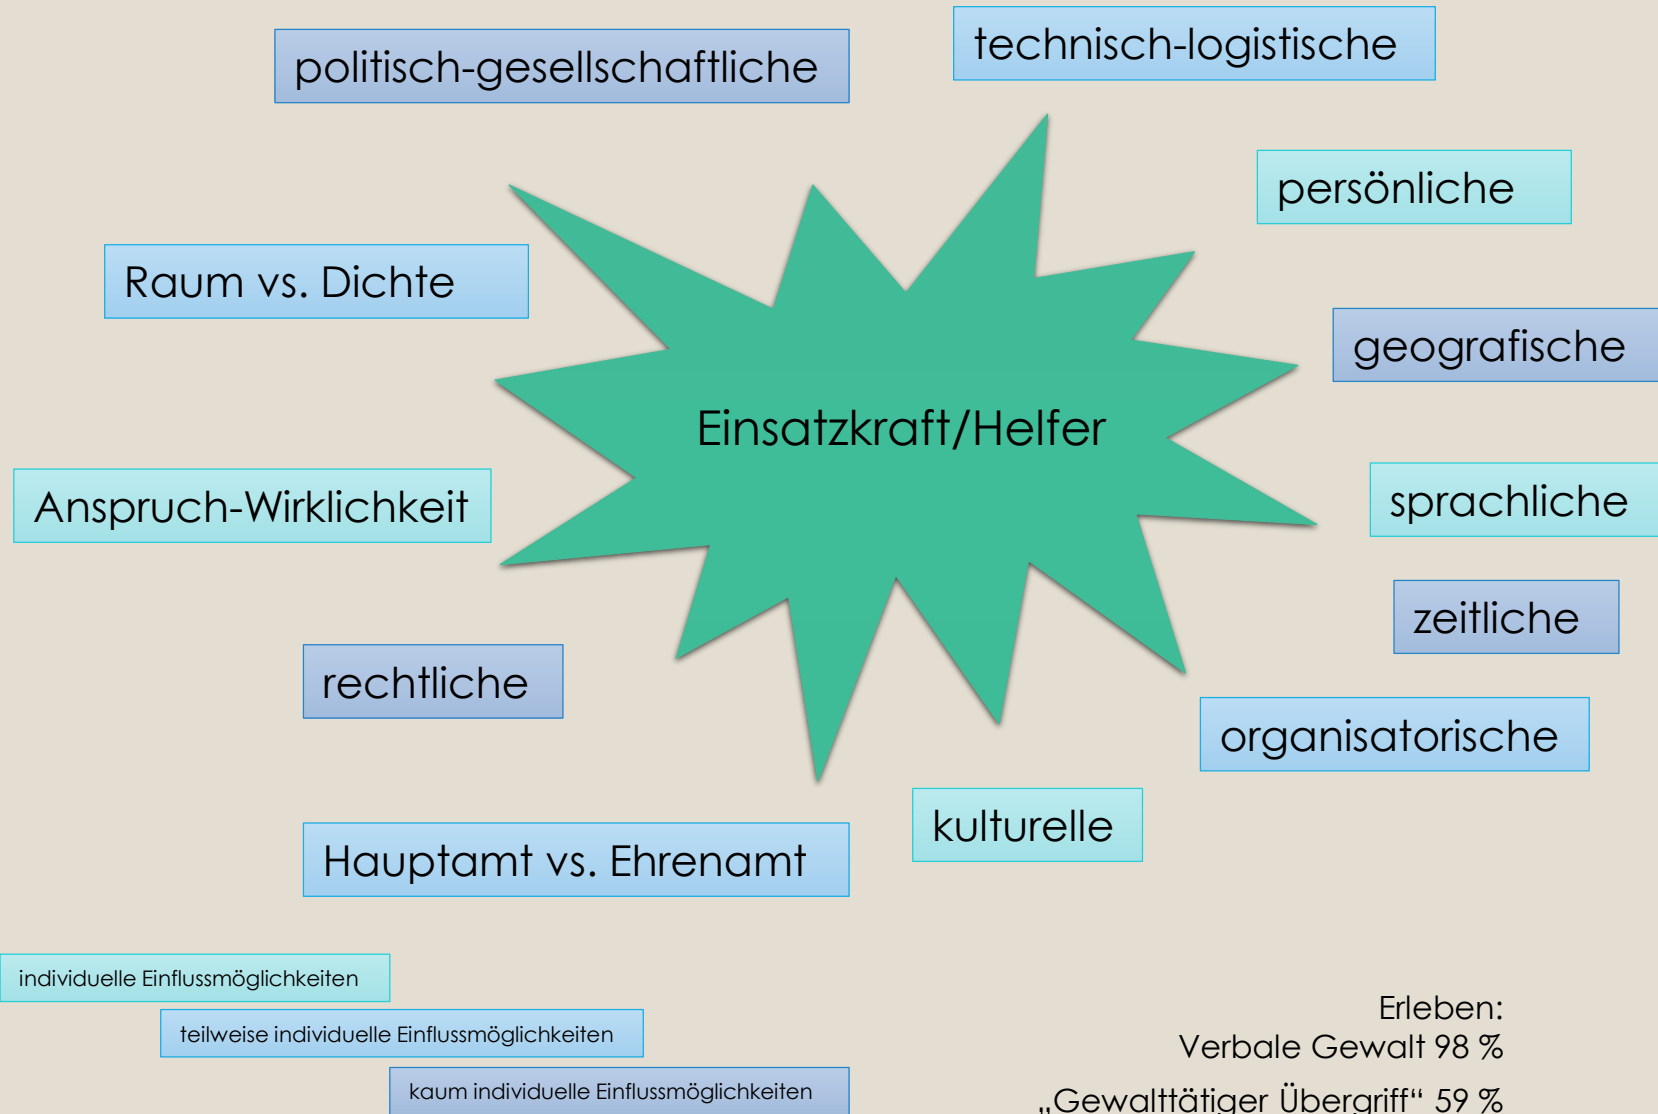 politisch-gesellschaftliche
technisch-logistische
persönliche
Raum vs. Dichte
geografische
Einsatzkraft/Helfer
Anspruch-Wirklichkeit
sprachliche
zeitliche
rechtliche
organisatorische
kulturelle
Hauptamt vs. Ehrenamt
individuelle Einflussmöglichkeiten
teilweise individuelle Einflussmöglichkeiten
kaum individuelle Einflussmöglichkeiten
Erleben:
Verbale Gewalt 98 %
„Gewalttätiger Übergriff“ 59 %